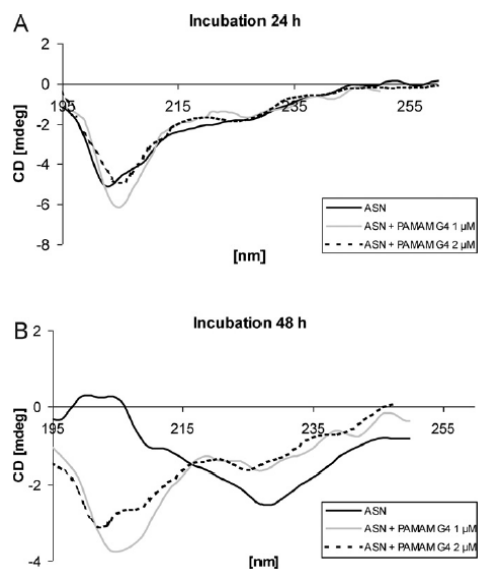 A
Incubation 24 h
2
0
195
215
235
255
-2
-4
-6
-8
CD [mdeg]
[nm]
ASN
ASN + PAMAM G4 1 µM
ASN + PAMAM G4 2 µM
B
Incubation 48 h
2
0
195
215
235
255
-2
-4
CD [mdeg]
[nm]
ASN
ASN + PAMAM G4 1 µM
ASN + PAMAM G4 2 µM